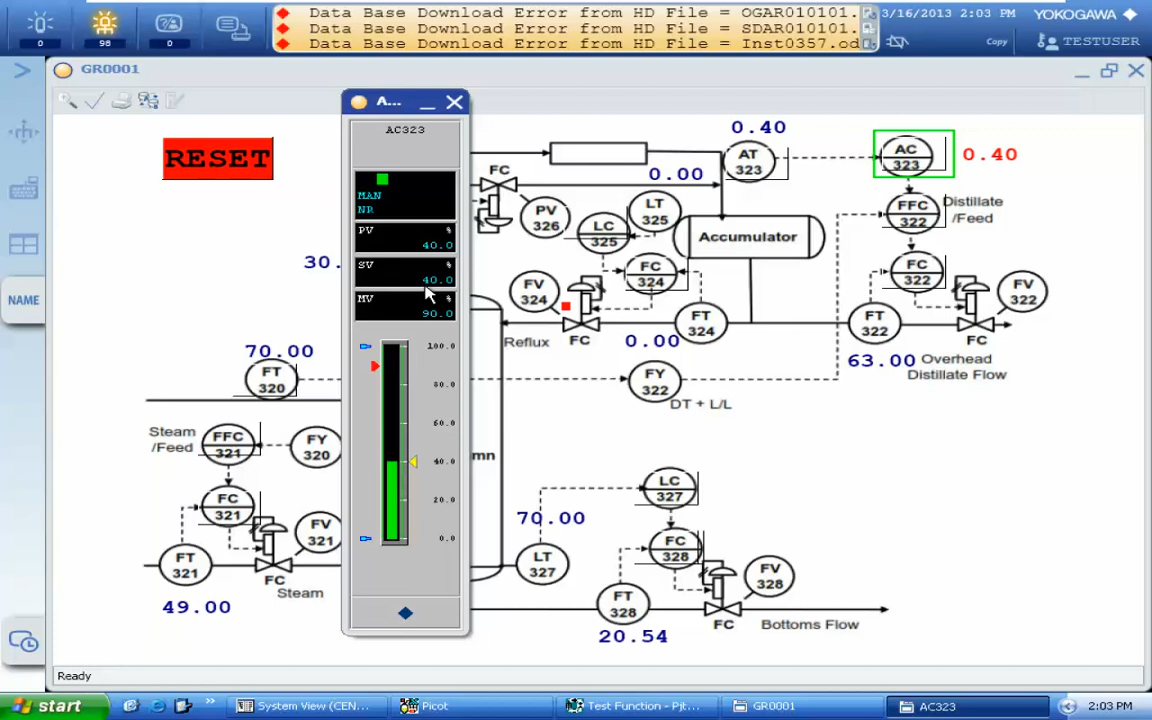 Data Base Download Error from HD File = OGAR010101.
Data Base Download Error from HD File = SDAR010101.
Data Base Download Error from HD File = Inst0357.od
3/16/2013 2:03 PM
YOKOGAWA
0
98
0
Copy
TESTUSER
GR0001
A...
NAME
RESET
AC323
MAN
NR
PV %
40.0
SV %
40.0
MV %
90.0
100.0
80.0
60.0
40.0
20.0
0.0
0.40
AT
323
AC
323
0.40
FC
0.00
PV
326
LC
325
LT
325
FFC
322
Distillate
/Feed
Accumulator
30.
FV
324
FC
324
FC
322
FV
322
Reflux
FC
FT
324
0.00
FT
322
63.00
FC
Overhead
Distillate Flow
70.00
FT
320
FY
322
DT + L/L
Steam
/Feed
FFC
321
FY
320
mn
FC
321
FV
321
FT
321
FC
Steam
49.00
70.00
LT
327
LC
327
FC
328
FV
328
FT
328
20.54
FC
Bottoms Flow
Ready
start
System View (CEN...
Picot
Test Function - Pjt...
GR0001
AC323
2:03 PM